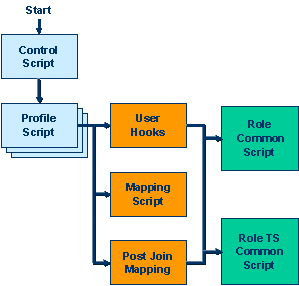 Start
Control
Script
Profile
Script
User
Hooks
Role
Common
Script
Mapping
Script
Post Join
Mapping
Role TS
Common
Script